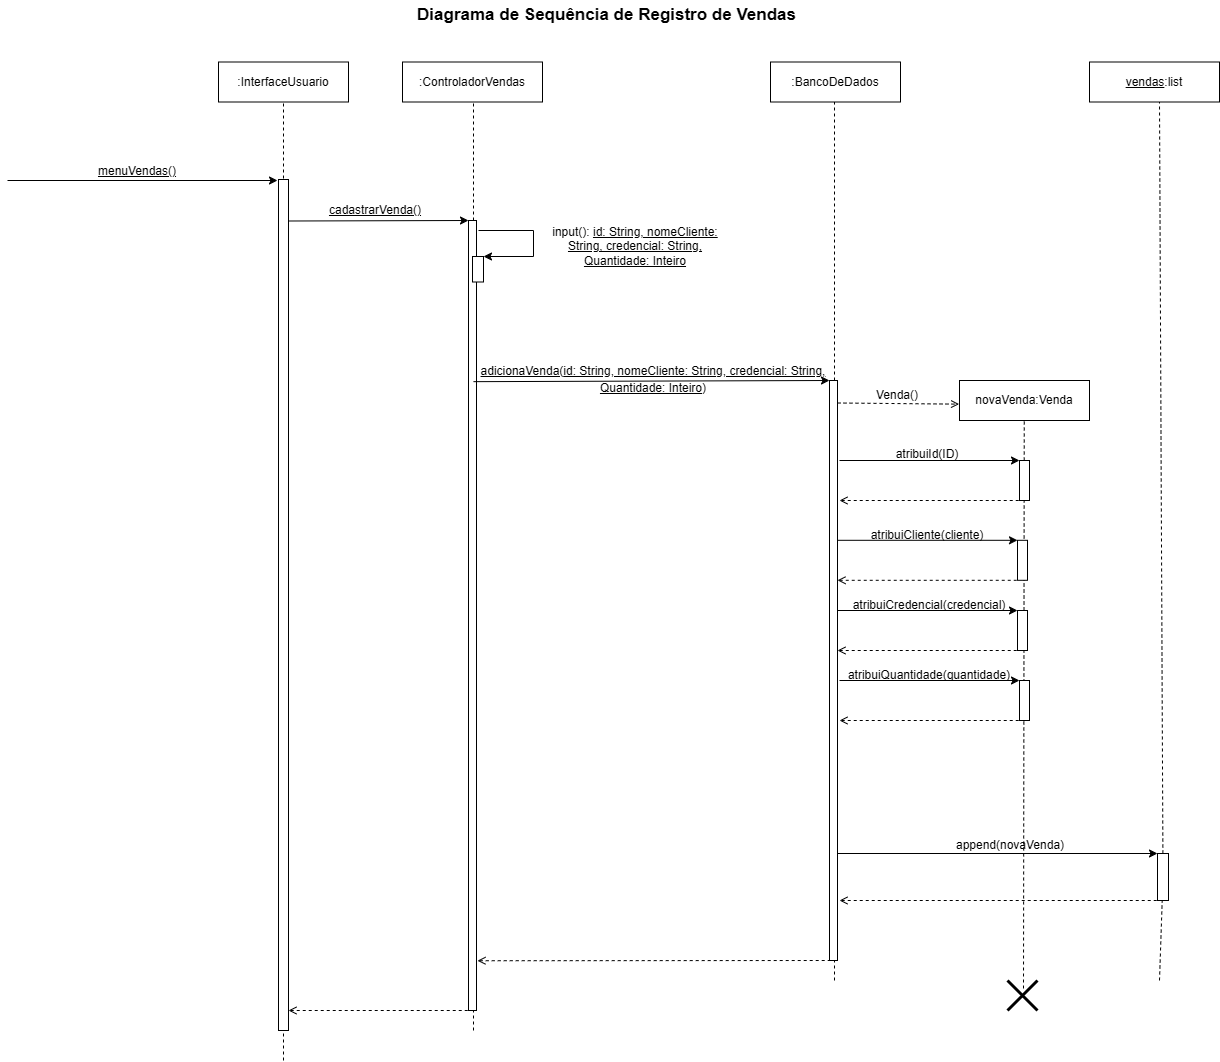 Diagrama de Sequência de Registro de Vendas
:InterfaceUsuario
:ControladorVendas
:BancoDeDados
vendas:list
menuVendas()
cadastrarVenda()
input(): id: String, nomeCliente:
String, credencial: String,
Quantidade: Inteiro
adicionaVenda(id: String, nomeCliente: String, credencial: String,
Quantidade: Inteiro)
Venda()
novaVenda:Venda
atribuiId(ID)
atribuiCliente(cliente)
atribuiCredencial(credencial)
atribuiQuantidade(quantidade)
append(novaVenda)